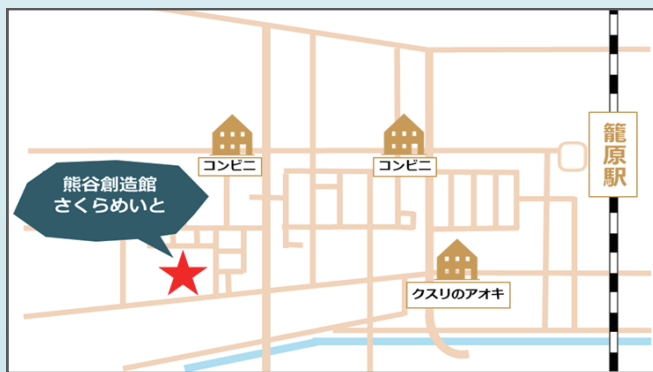 コンビニ
コンビニ
籠原駅
熊谷創造館
さくらめいと
クスリのアオキ